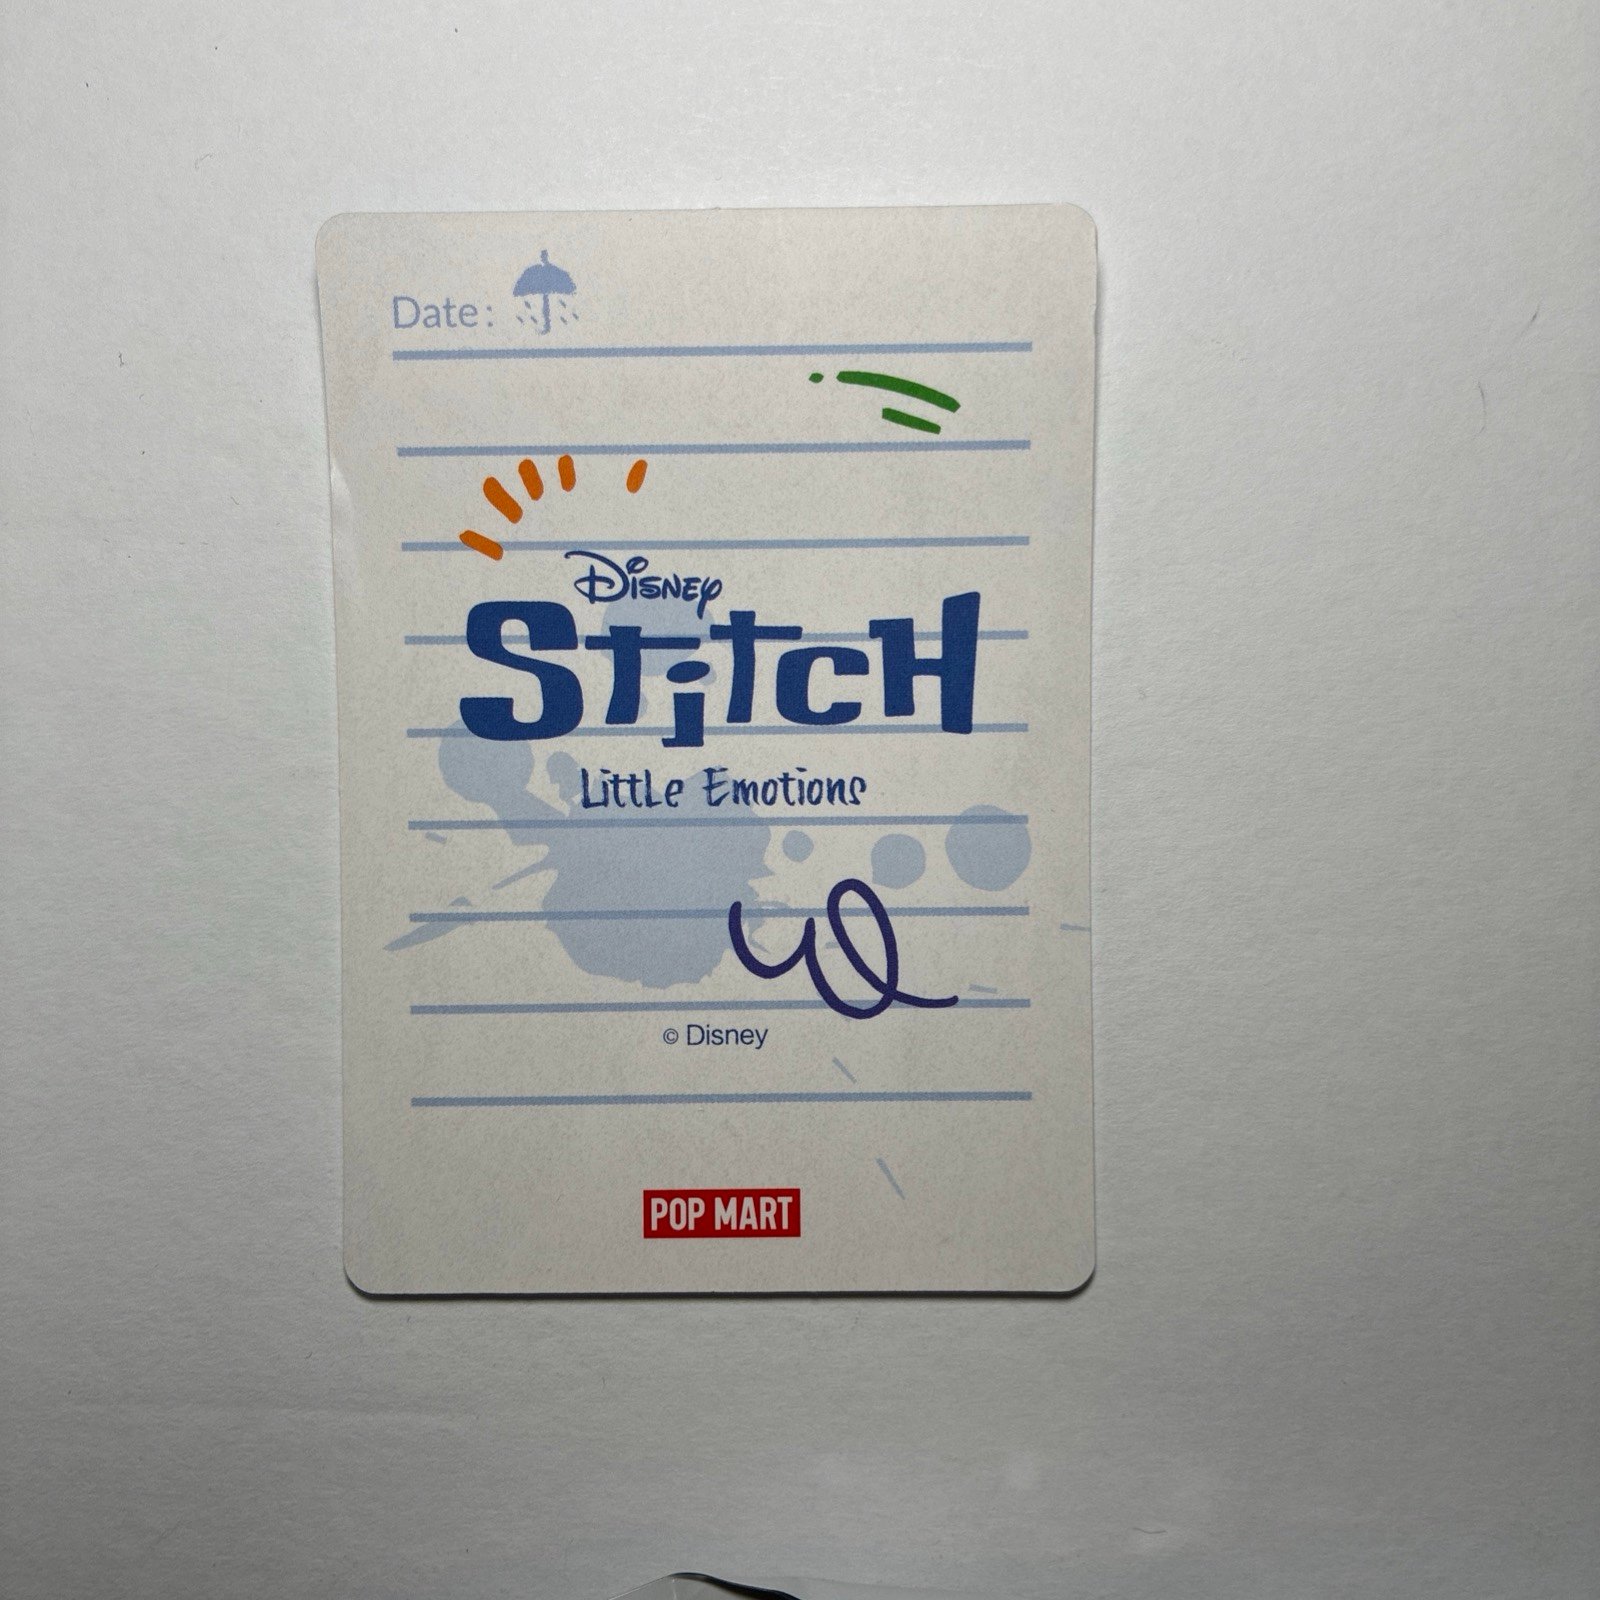 Date:
Disney
Stitch
Little Emotions
© Disney
POP MART